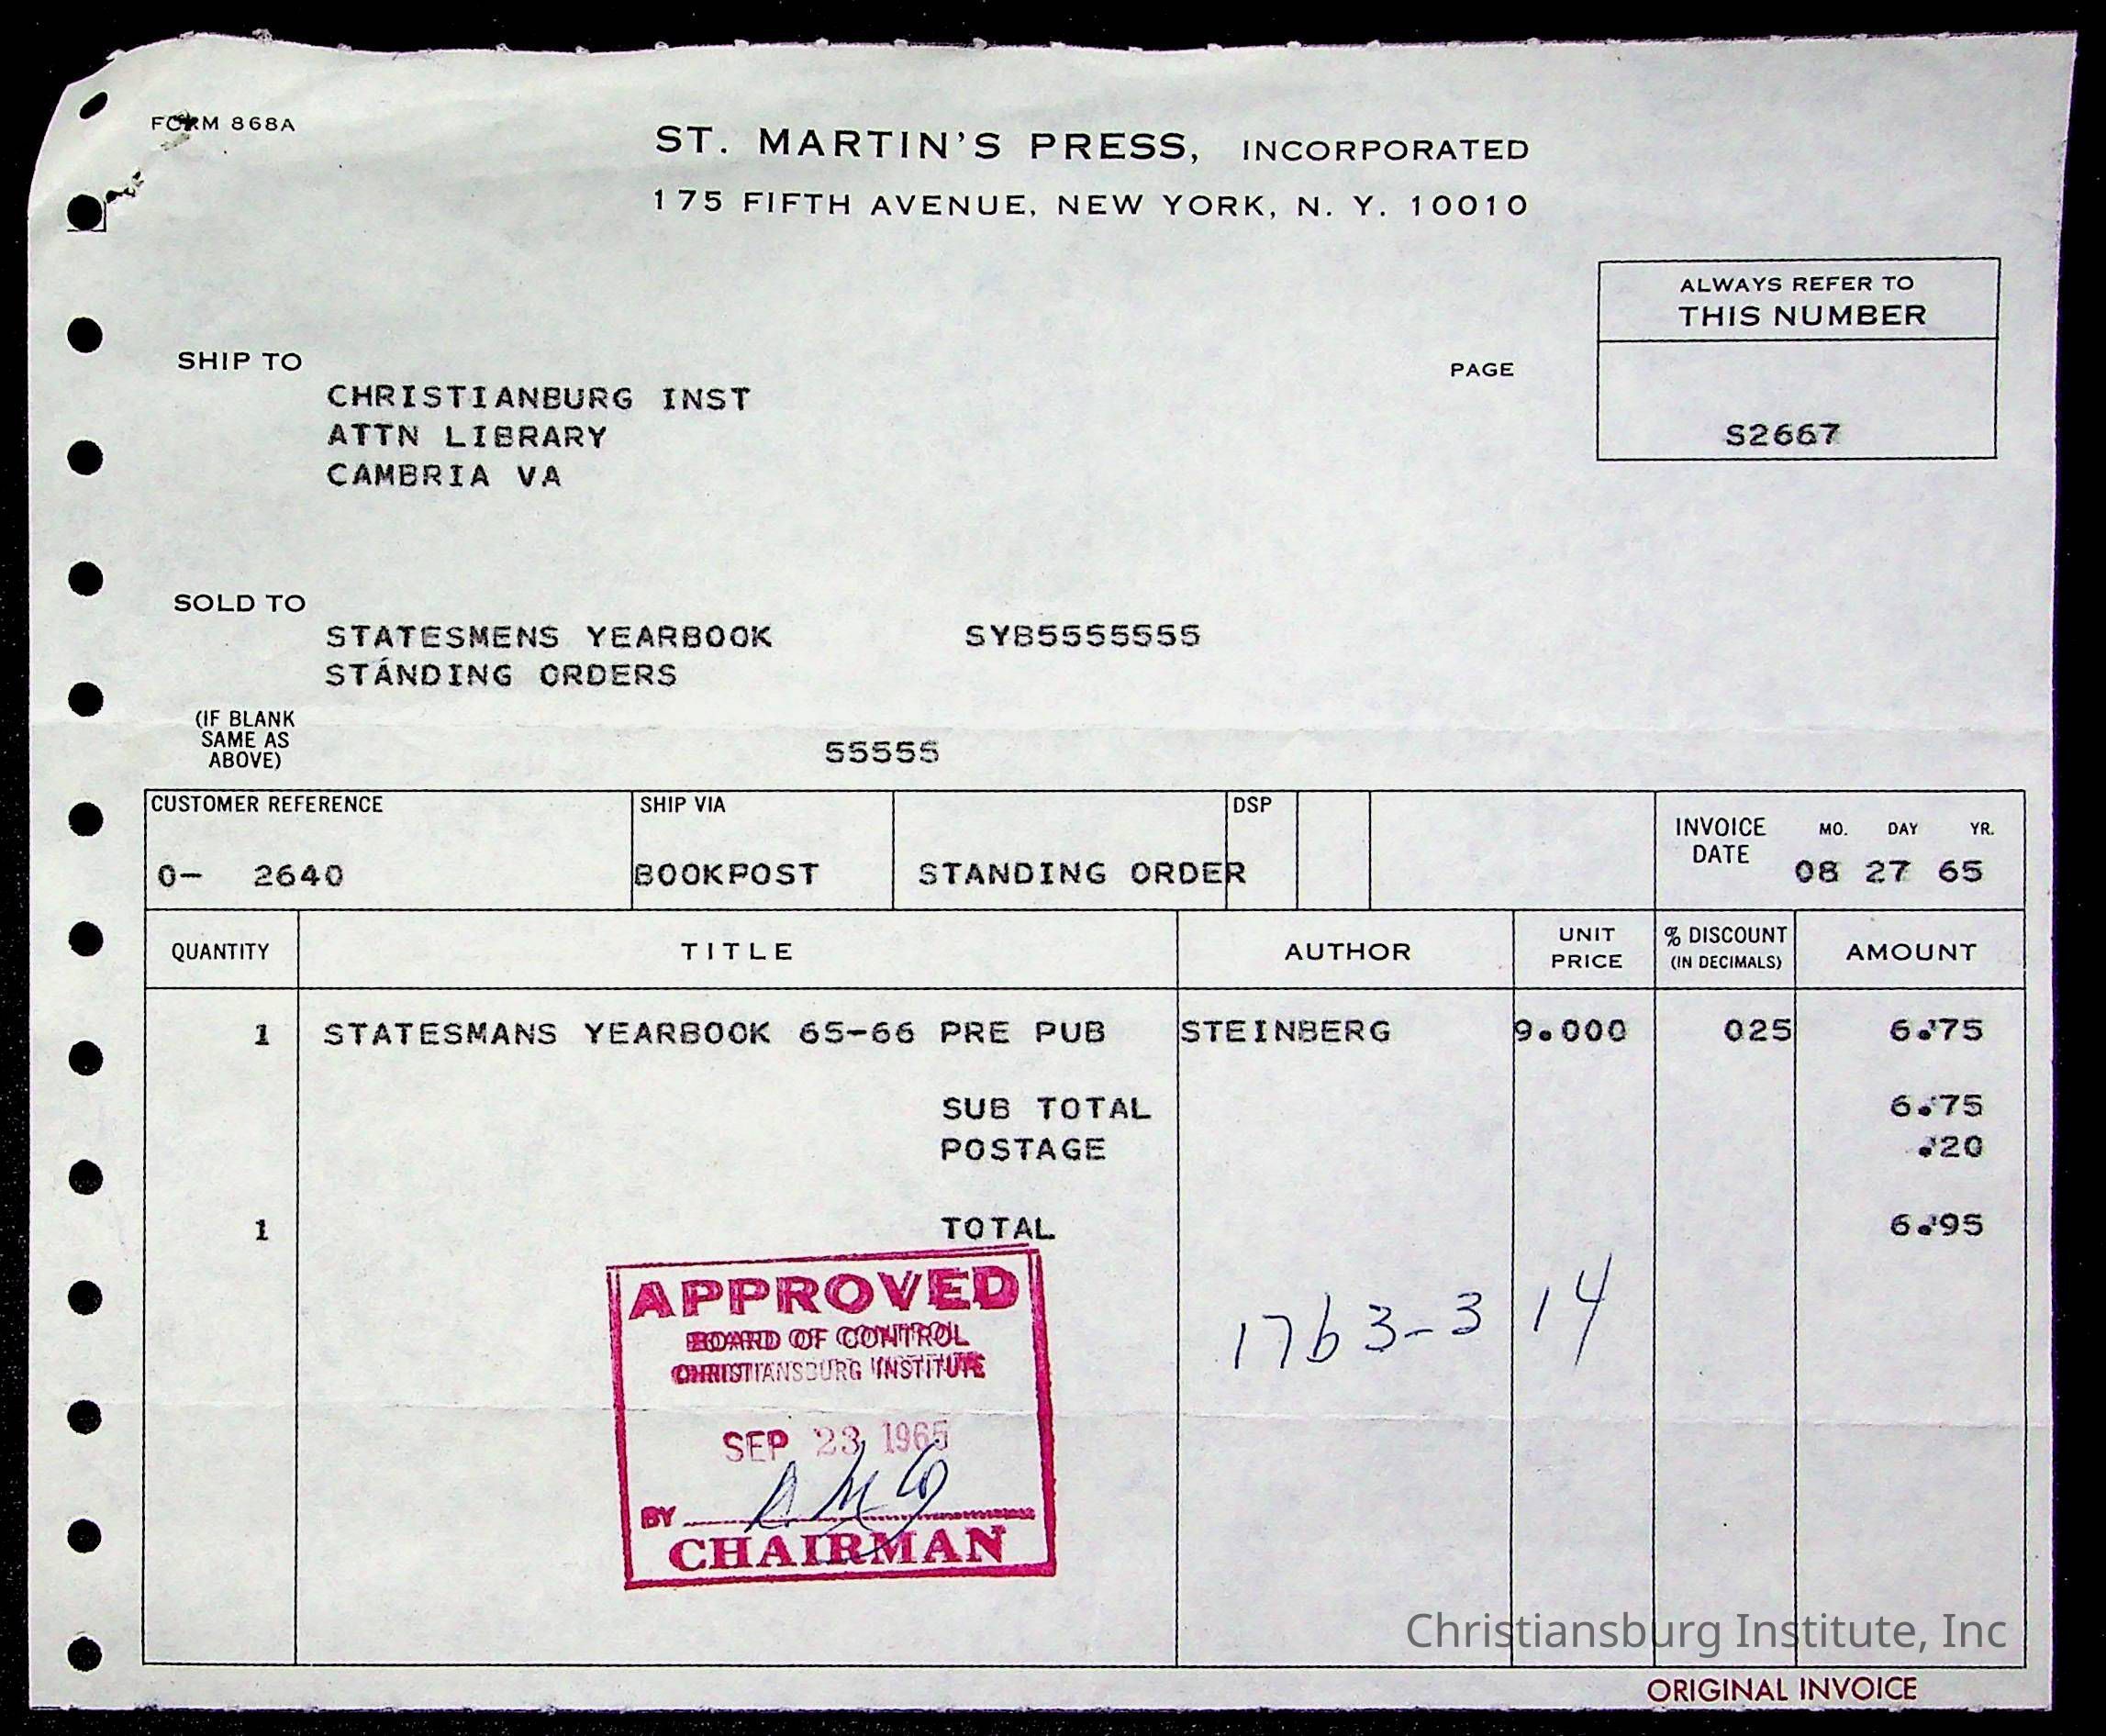 FORM 868A
ST. MARTIN'S PRESS, INCORPORATED
175 FIFTH AVENUE, NEW YORK, N. Y. 10010
ALWAYS REFER TO
THIS NUMBER
SHIP TO
PAGE
CHRISTIANBURG INST
ATTN LIBRARY
S2667
CAMBRIA VA
SOLD TO
STATESMENS YEARBOOK SYB5555555
STANDING ORDERS
(IF BLANK
SAME AS
ABOVE)
55555
CUSTOMER REFERENCE SHIP VIA DSP
INVOICE DATE MO. DAY YR.
0- 2640 BOOKPOST STANDING ORDER 08 27 65
QUANTITY TITLE AUTHOR UNIT PRICE % DISCOUNT (IN DECIMALS) AMOUNT
1 STATESMANS YEARBOOK 65-66 PRE PUB STEINBERG 9.000 025 6.75
SUB TOTAL 6.75
POSTAGE .20
1 TOTAL 6.95
APPROVED
BOARD OF CONTROL
CHRISTIANSBURG INSTITUTE
1763-3 14
SEP 23 1965
BY
CHAIRMAN
Christiansburg Institute, Inc
ORIGINAL INVOICE